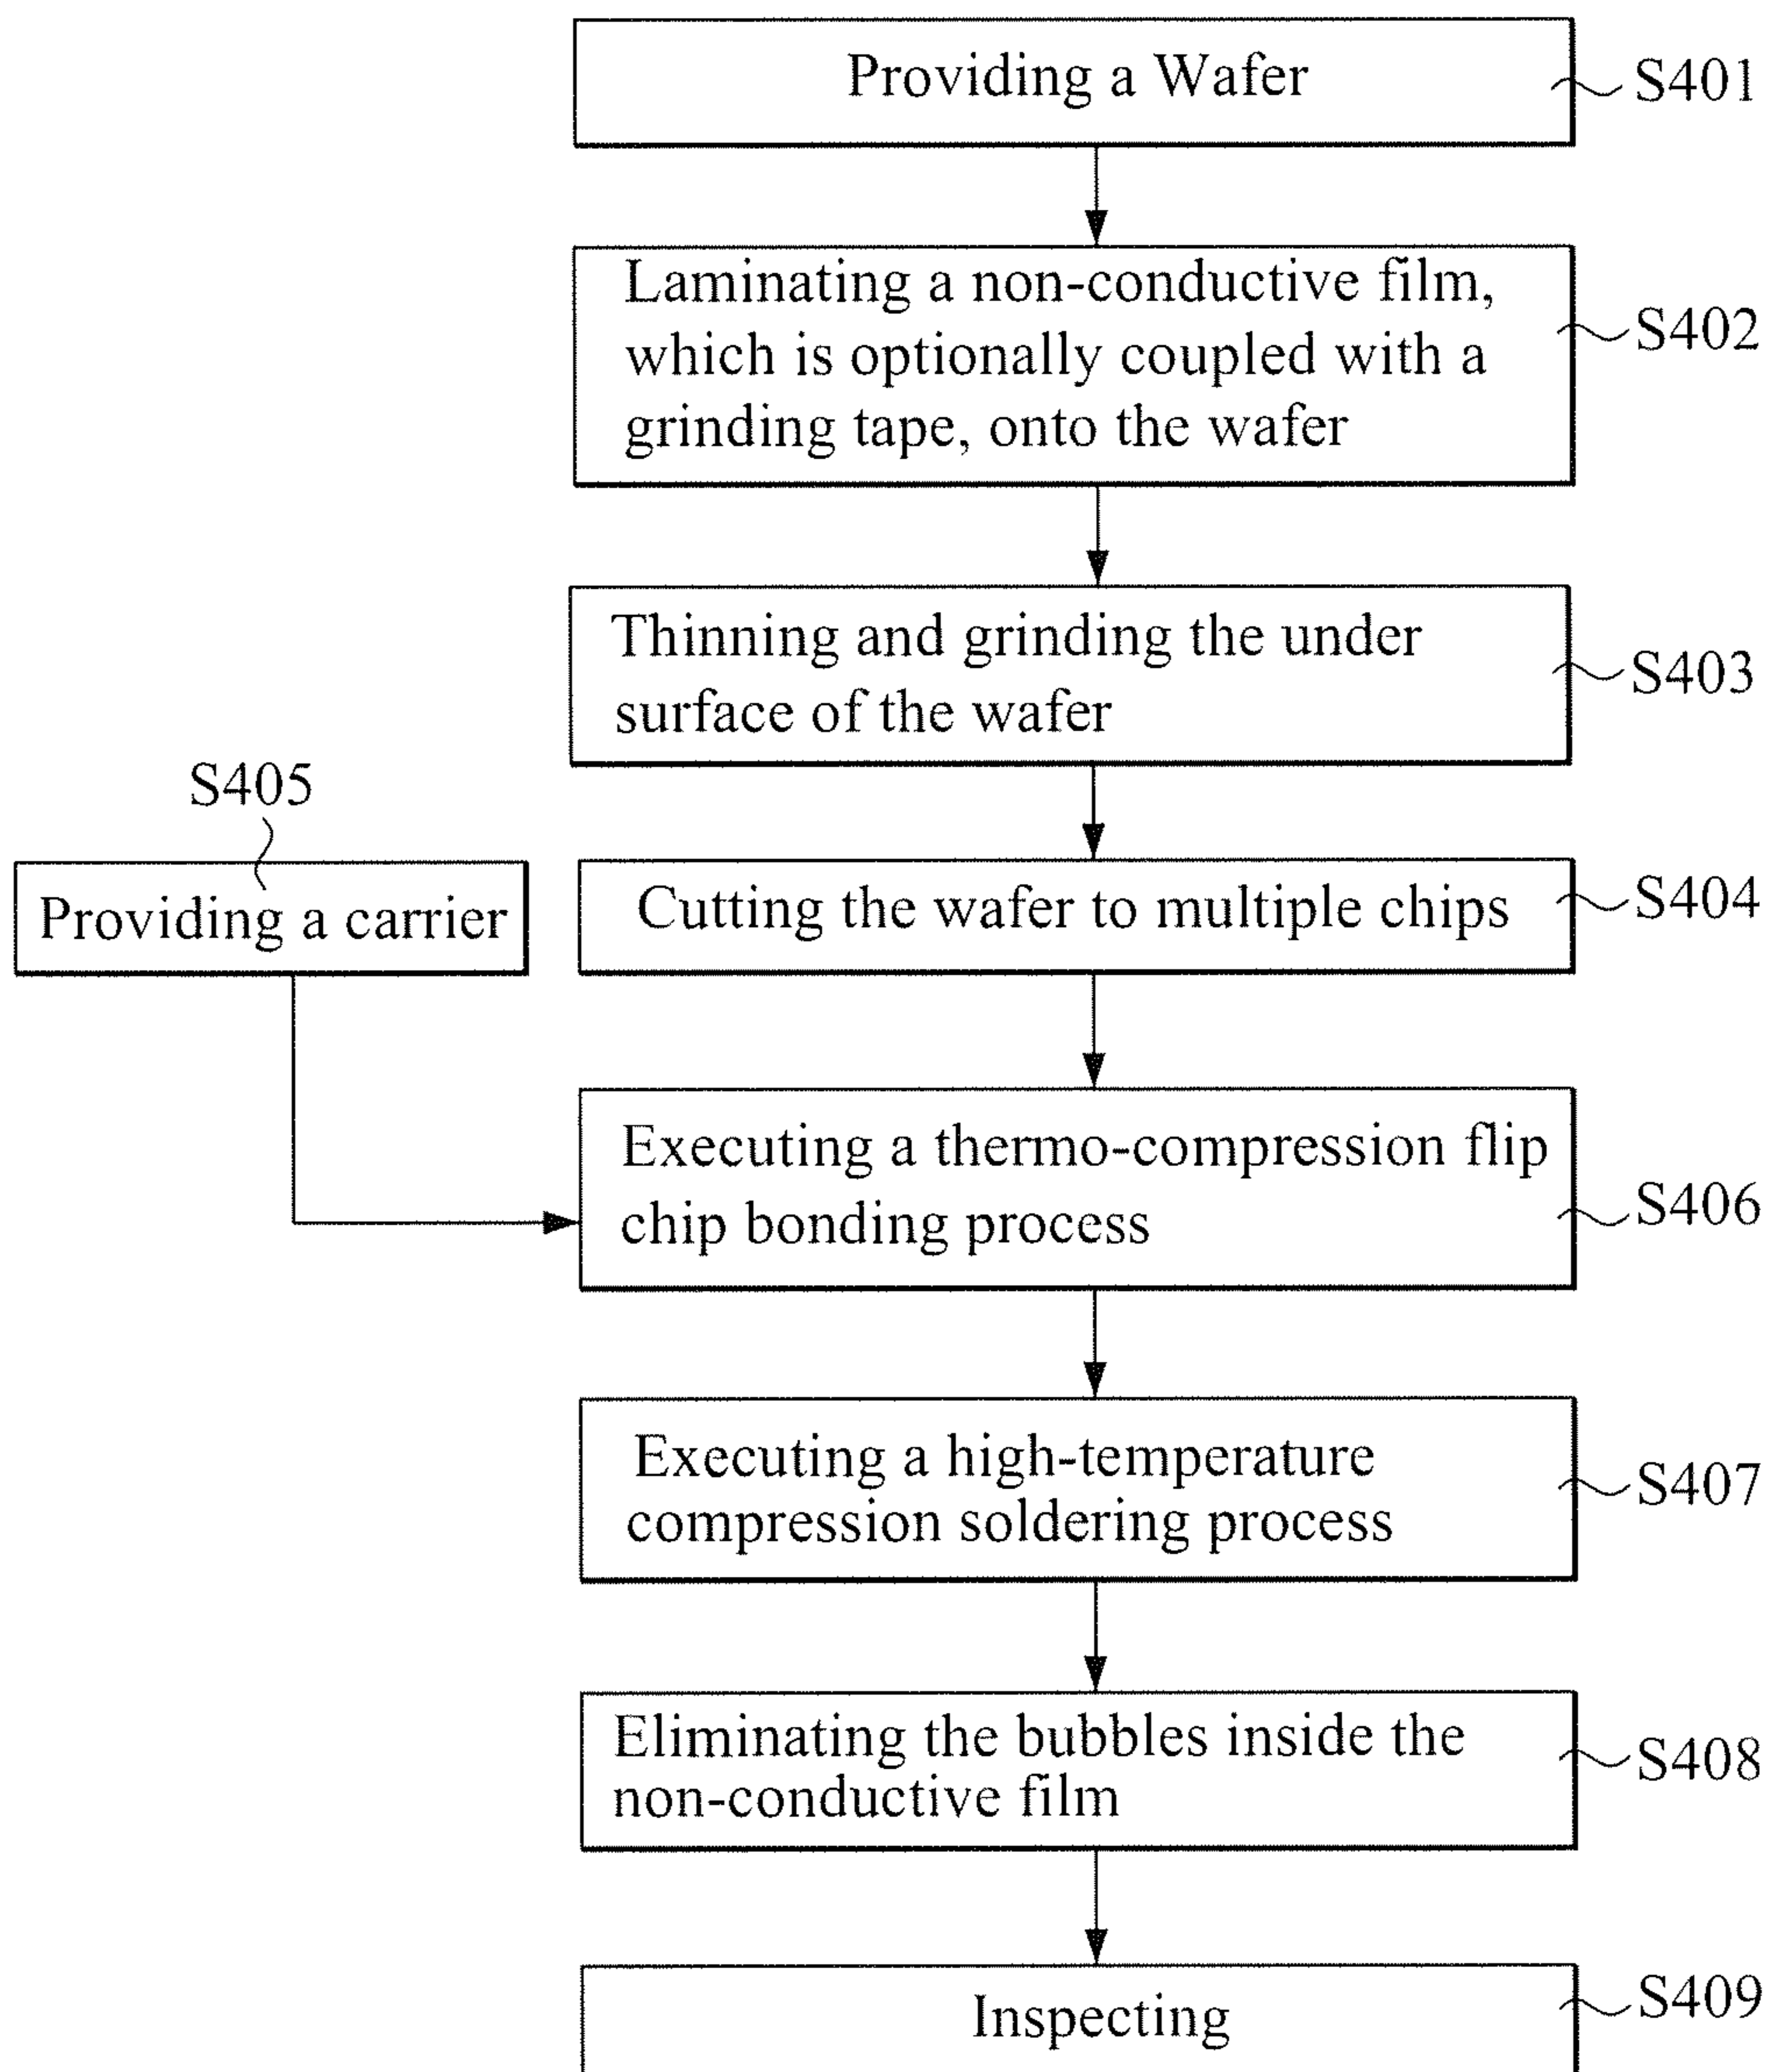 Providing a Wafer
S401
Laminating a non-conductive film,
which is optionally coupled with a
grinding tape, onto the wafer
S402
Thinning and grinding the under
surface of the wafer
S403
S405
Providing a carrier
Cutting the wafer to multiple chips
S404
Executing a thermo-compression flip
chip bonding process
S406
Executing a high-temperature
compression soldering process
S407
Eliminating the bubbles inside the
non-conductive film
S408
Inspecting
S409